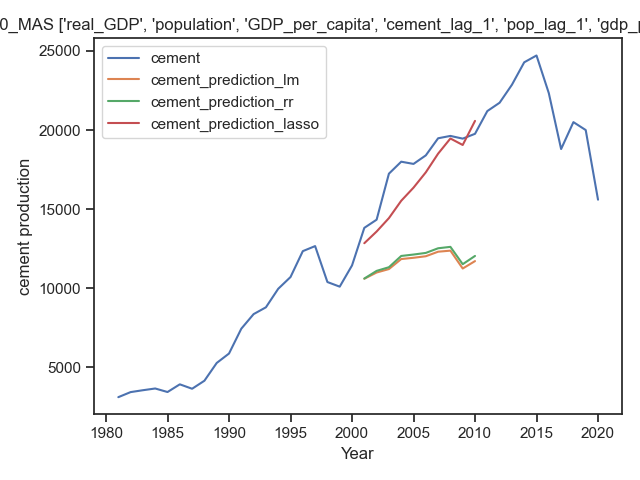 0_MAS ['real_GDP', 'population', 'GDP_per_capita', 'cement_lag_1', 'pop_lag_1', 'gdp_p
cement
cement_prediction_lm
cement_prediction_rr
cement_prediction_lasso
cement production
25000
20000
15000
10000
5000
1980 1985 1990 1995 2000 2005 2010 2015 2020
Year